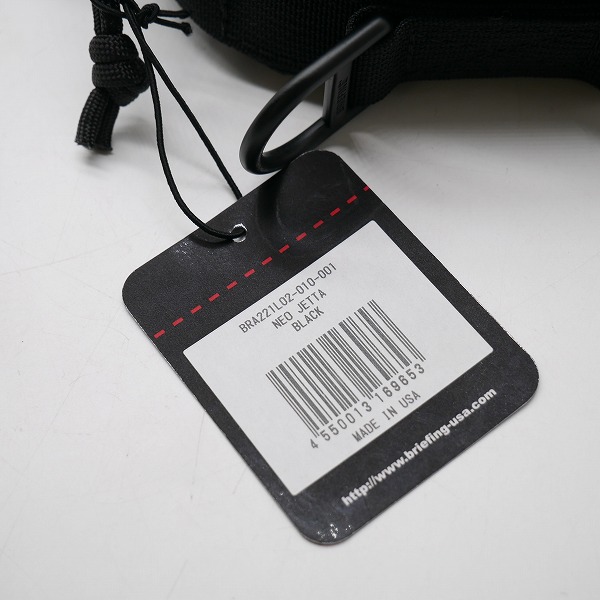 BRA221L02-010-001
NEO JETTA
BLACK
4 550013 169653
MADE IN USA
http://www.briefing-usa.com